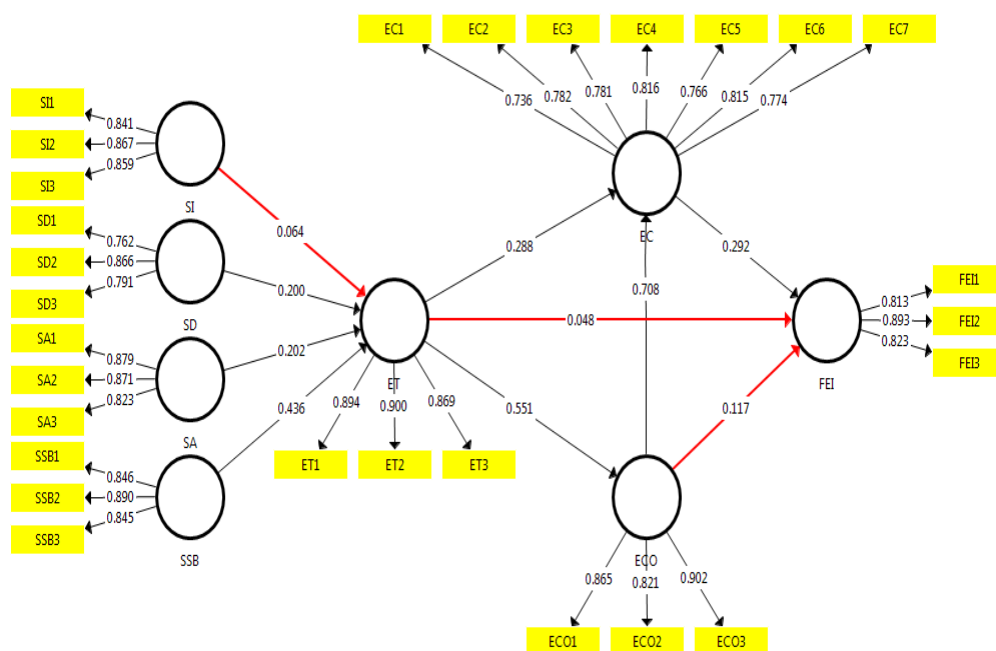 EC1 EC2 EC3 EC4 EC5 EC6 EC7
0.736 0.782 0.781 0.816 0.766 0.815 0.774
EC
SI1
SI2
SI3
0.841
0.867
0.859
SI
SD1
SD2
SD3
0.762
0.866
0.791
SD
SA1
SA2
SA3
0.879
0.871
0.823
SA
SSB1
SSB2
SSB3
0.846
0.890
0.845
SSB
0.064
0.200
0.202
0.436
ET
0.894 0.900 0.869
ET1 ET2 ET3
0.288
0.048
0.551
0.708
0.292
0.117
FEI
0.813
0.893
0.823
FEI1
FEI2
FEI3
ECO
0.865 0.821 0.902
ECO1 ECO2 ECO3